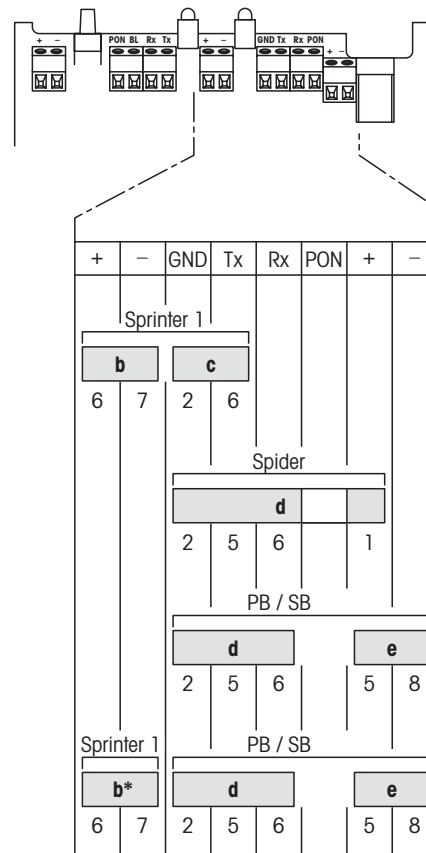 + − PON BL Rx Tx + − GND Tx Rx PON + −
+ − GND Tx Rx PON + −
Sprinter 1
b c
6 7 2 6
Spider
d
2 5 6 1
PB / SB
d e
2 5 6 5 8
Sprinter 1 PB / SB
b* d e
6 7 2 5 6 5 8